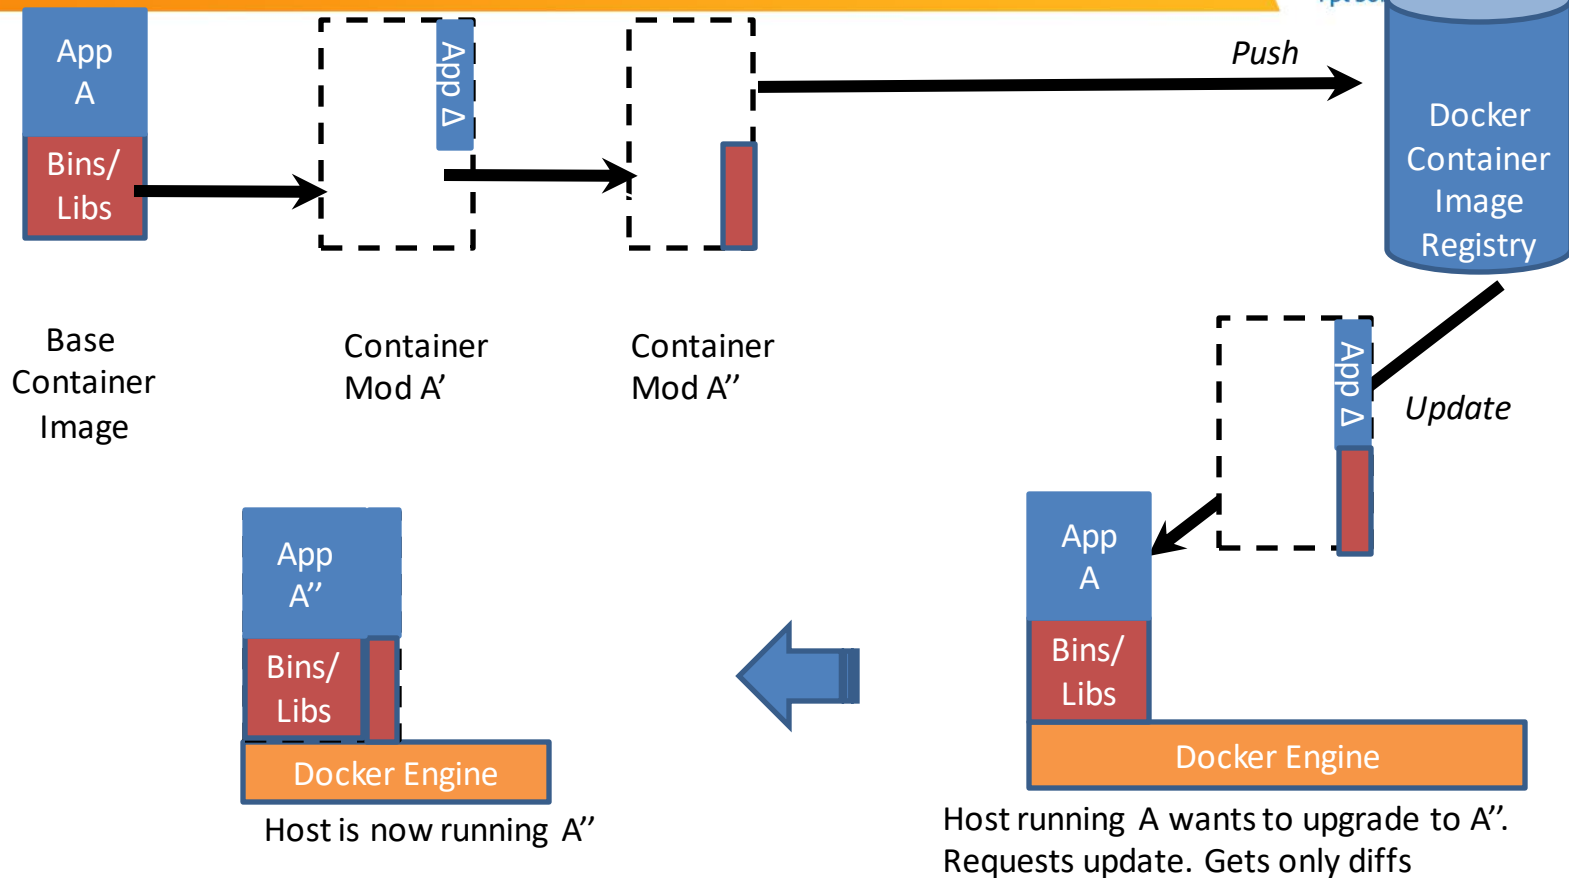 App
A
Bins/
Libs
App Δ
Push
Docker
Container
Image
Registry
Base
Container
Image
Container
Mod A’
Container
Mod A’’
App Δ
Update
App
A
Bins/
Libs
Docker Engine
Host running A wants to upgrade to A’’.
Requests update. Gets only diffs
App
A’’
Bins/
Libs
Docker Engine
Host is now running A’’